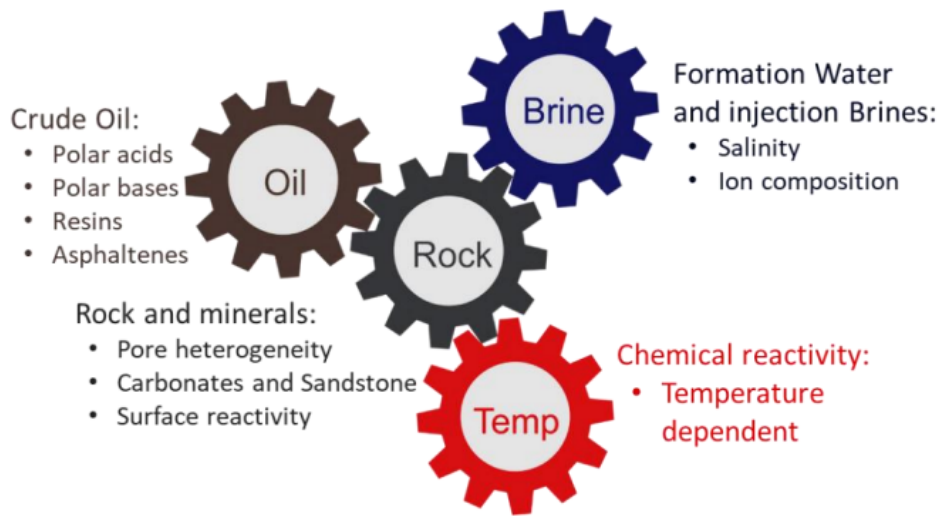 Crude Oil:
• Polar acids
• Polar bases
• Resins
• Asphaltenes
Oil
Brine
Formation Water
and injection Brines:
• Salinity
• Ion composition
Rock
Rock and minerals:
• Pore heterogeneity
• Carbonates and Sandstone
• Surface reactivity
Temp
Chemical reactivity:
• Temperature
dependent